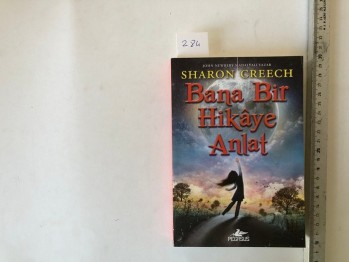 284
SHARON CREECH
Bana Bir
Hikâye
Anlat
PEGASUS